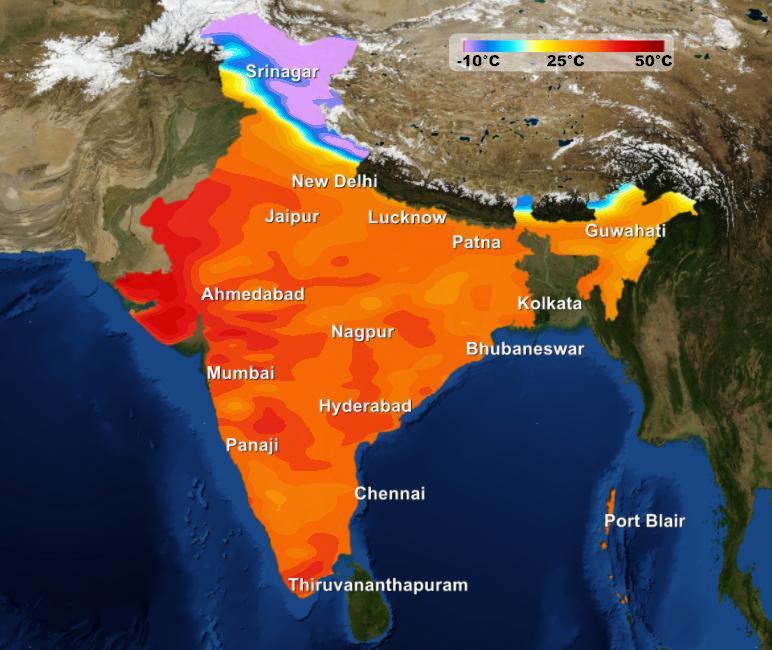 -10°C 25°C 50°C
Srinagar
New Delhi
Jaipur
Lucknow
Guwahati
Patna
Ahmedabad
Kolkata
Nagpur
Bhubaneswar
Mumbai
Hyderabad
Panaji
Chennai
Port Blair
Thiruvananthapuram